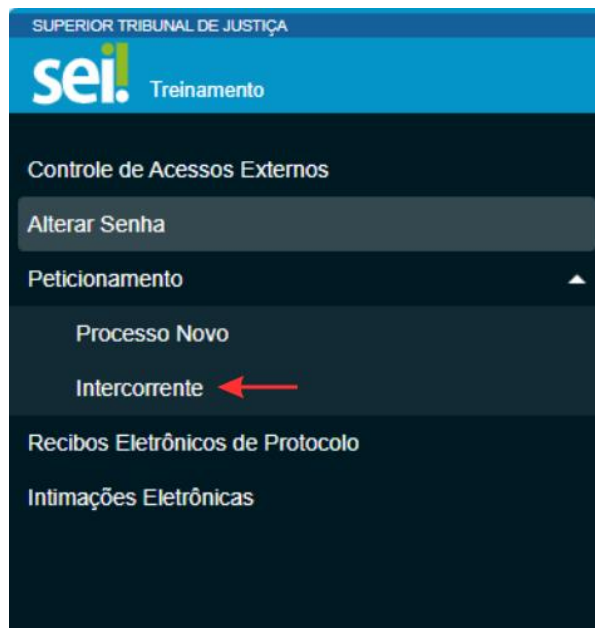 SUPERIOR TRIBUNAL DE JUSTIÇA
sei! Treinamento
Controle de Acessos Externos
Alterar Senha
Peticionamento
Processo Novo
Intercorrente
Recibos Eletrônicos de Protocolo
Intimações Eletrônicas